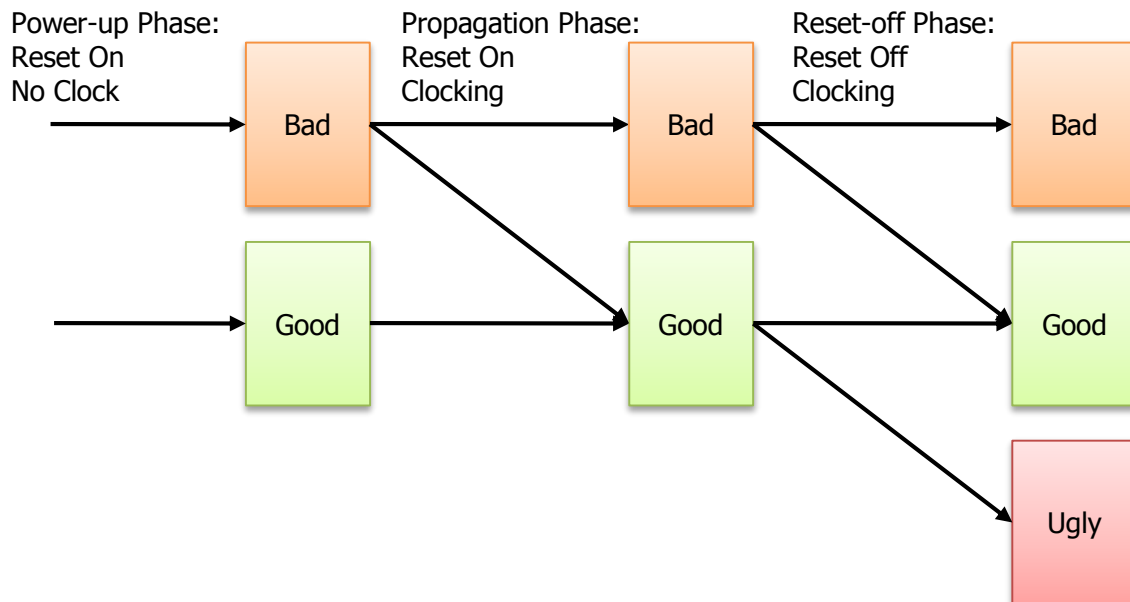 Power-up Phase:
Reset On
No Clock
Propagation Phase:
Reset On
Clocking
Reset-off Phase:
Reset Off
Clocking
Bad
Bad
Bad
Good
Good
Good
Ugly